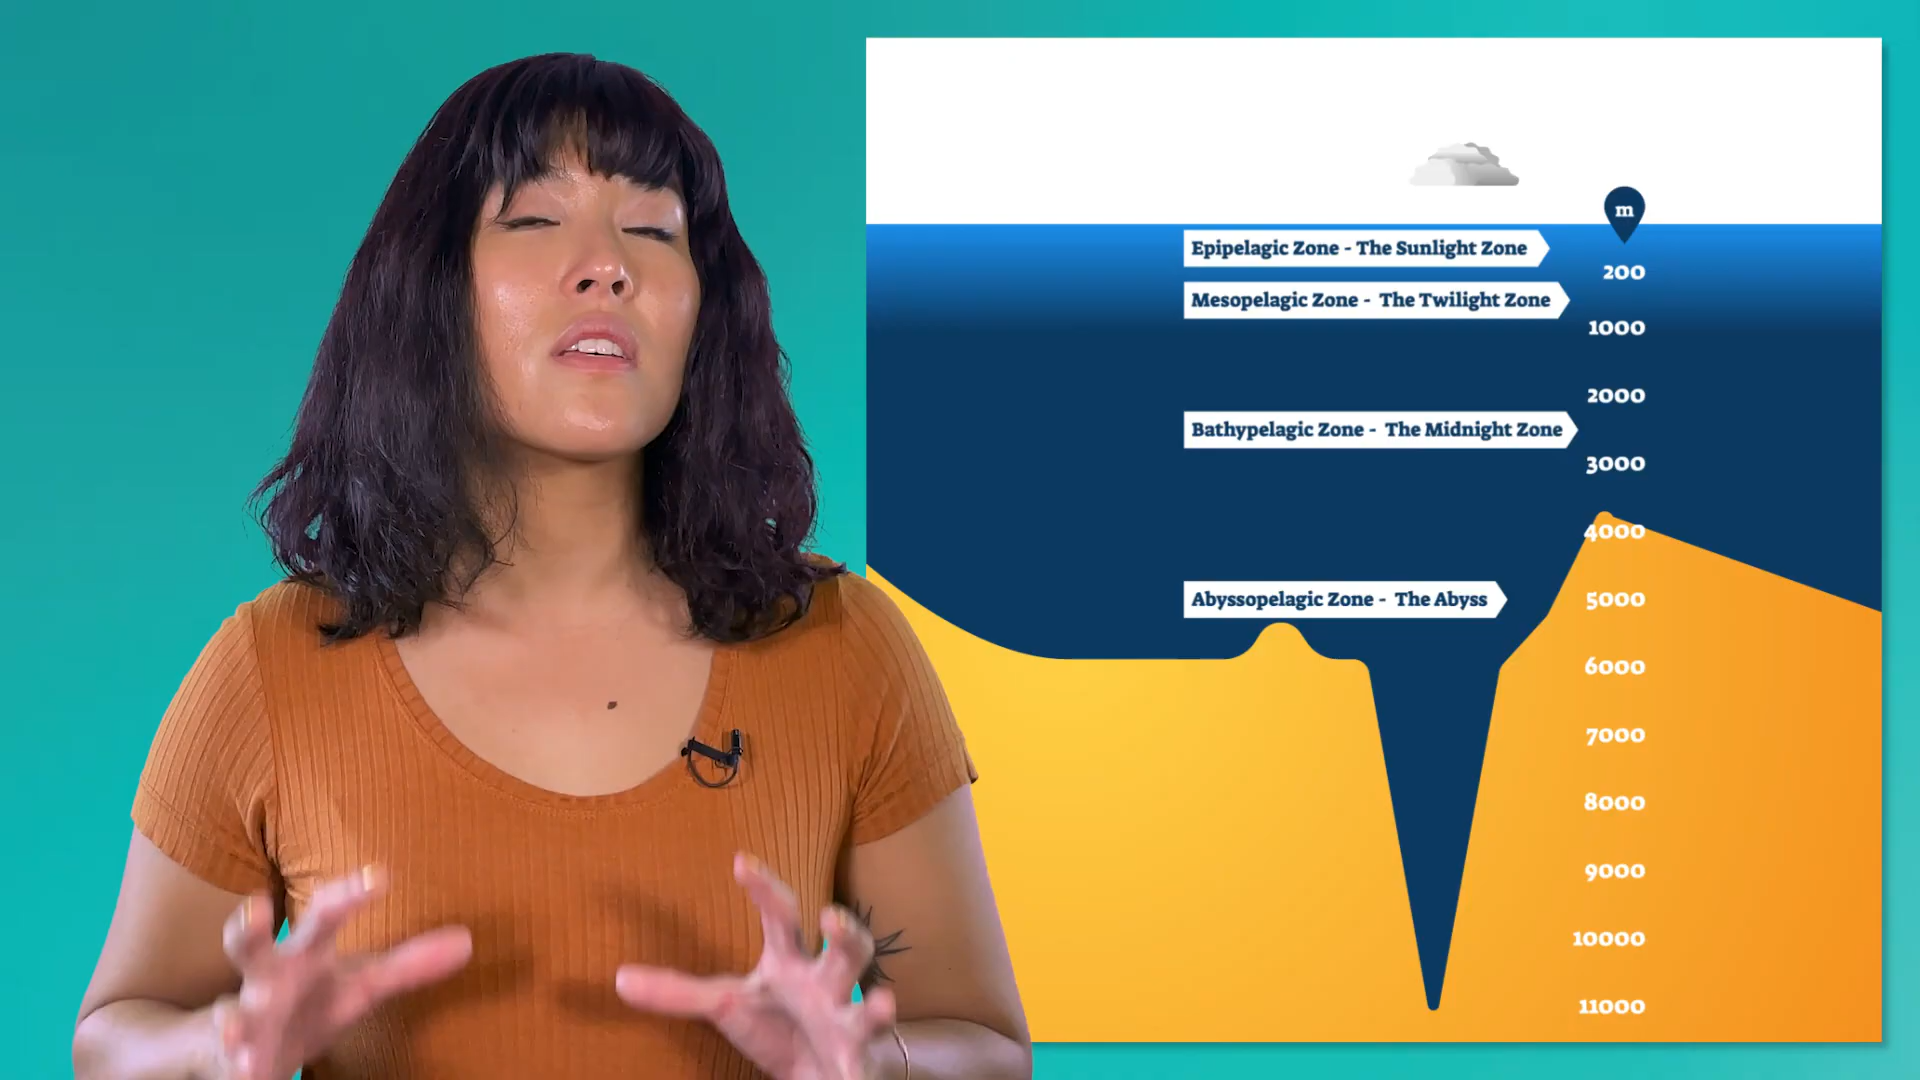 m
Epipelagic Zone - The Sunlight Zone
200
Mesopelagic Zone - The Twilight Zone
1000
2000
Bathypelagic Zone - The Midnight Zone
3000
4000
Abyssopelagic Zone - The Abyss
5000
6000
7000
8000
9000
10000
11000